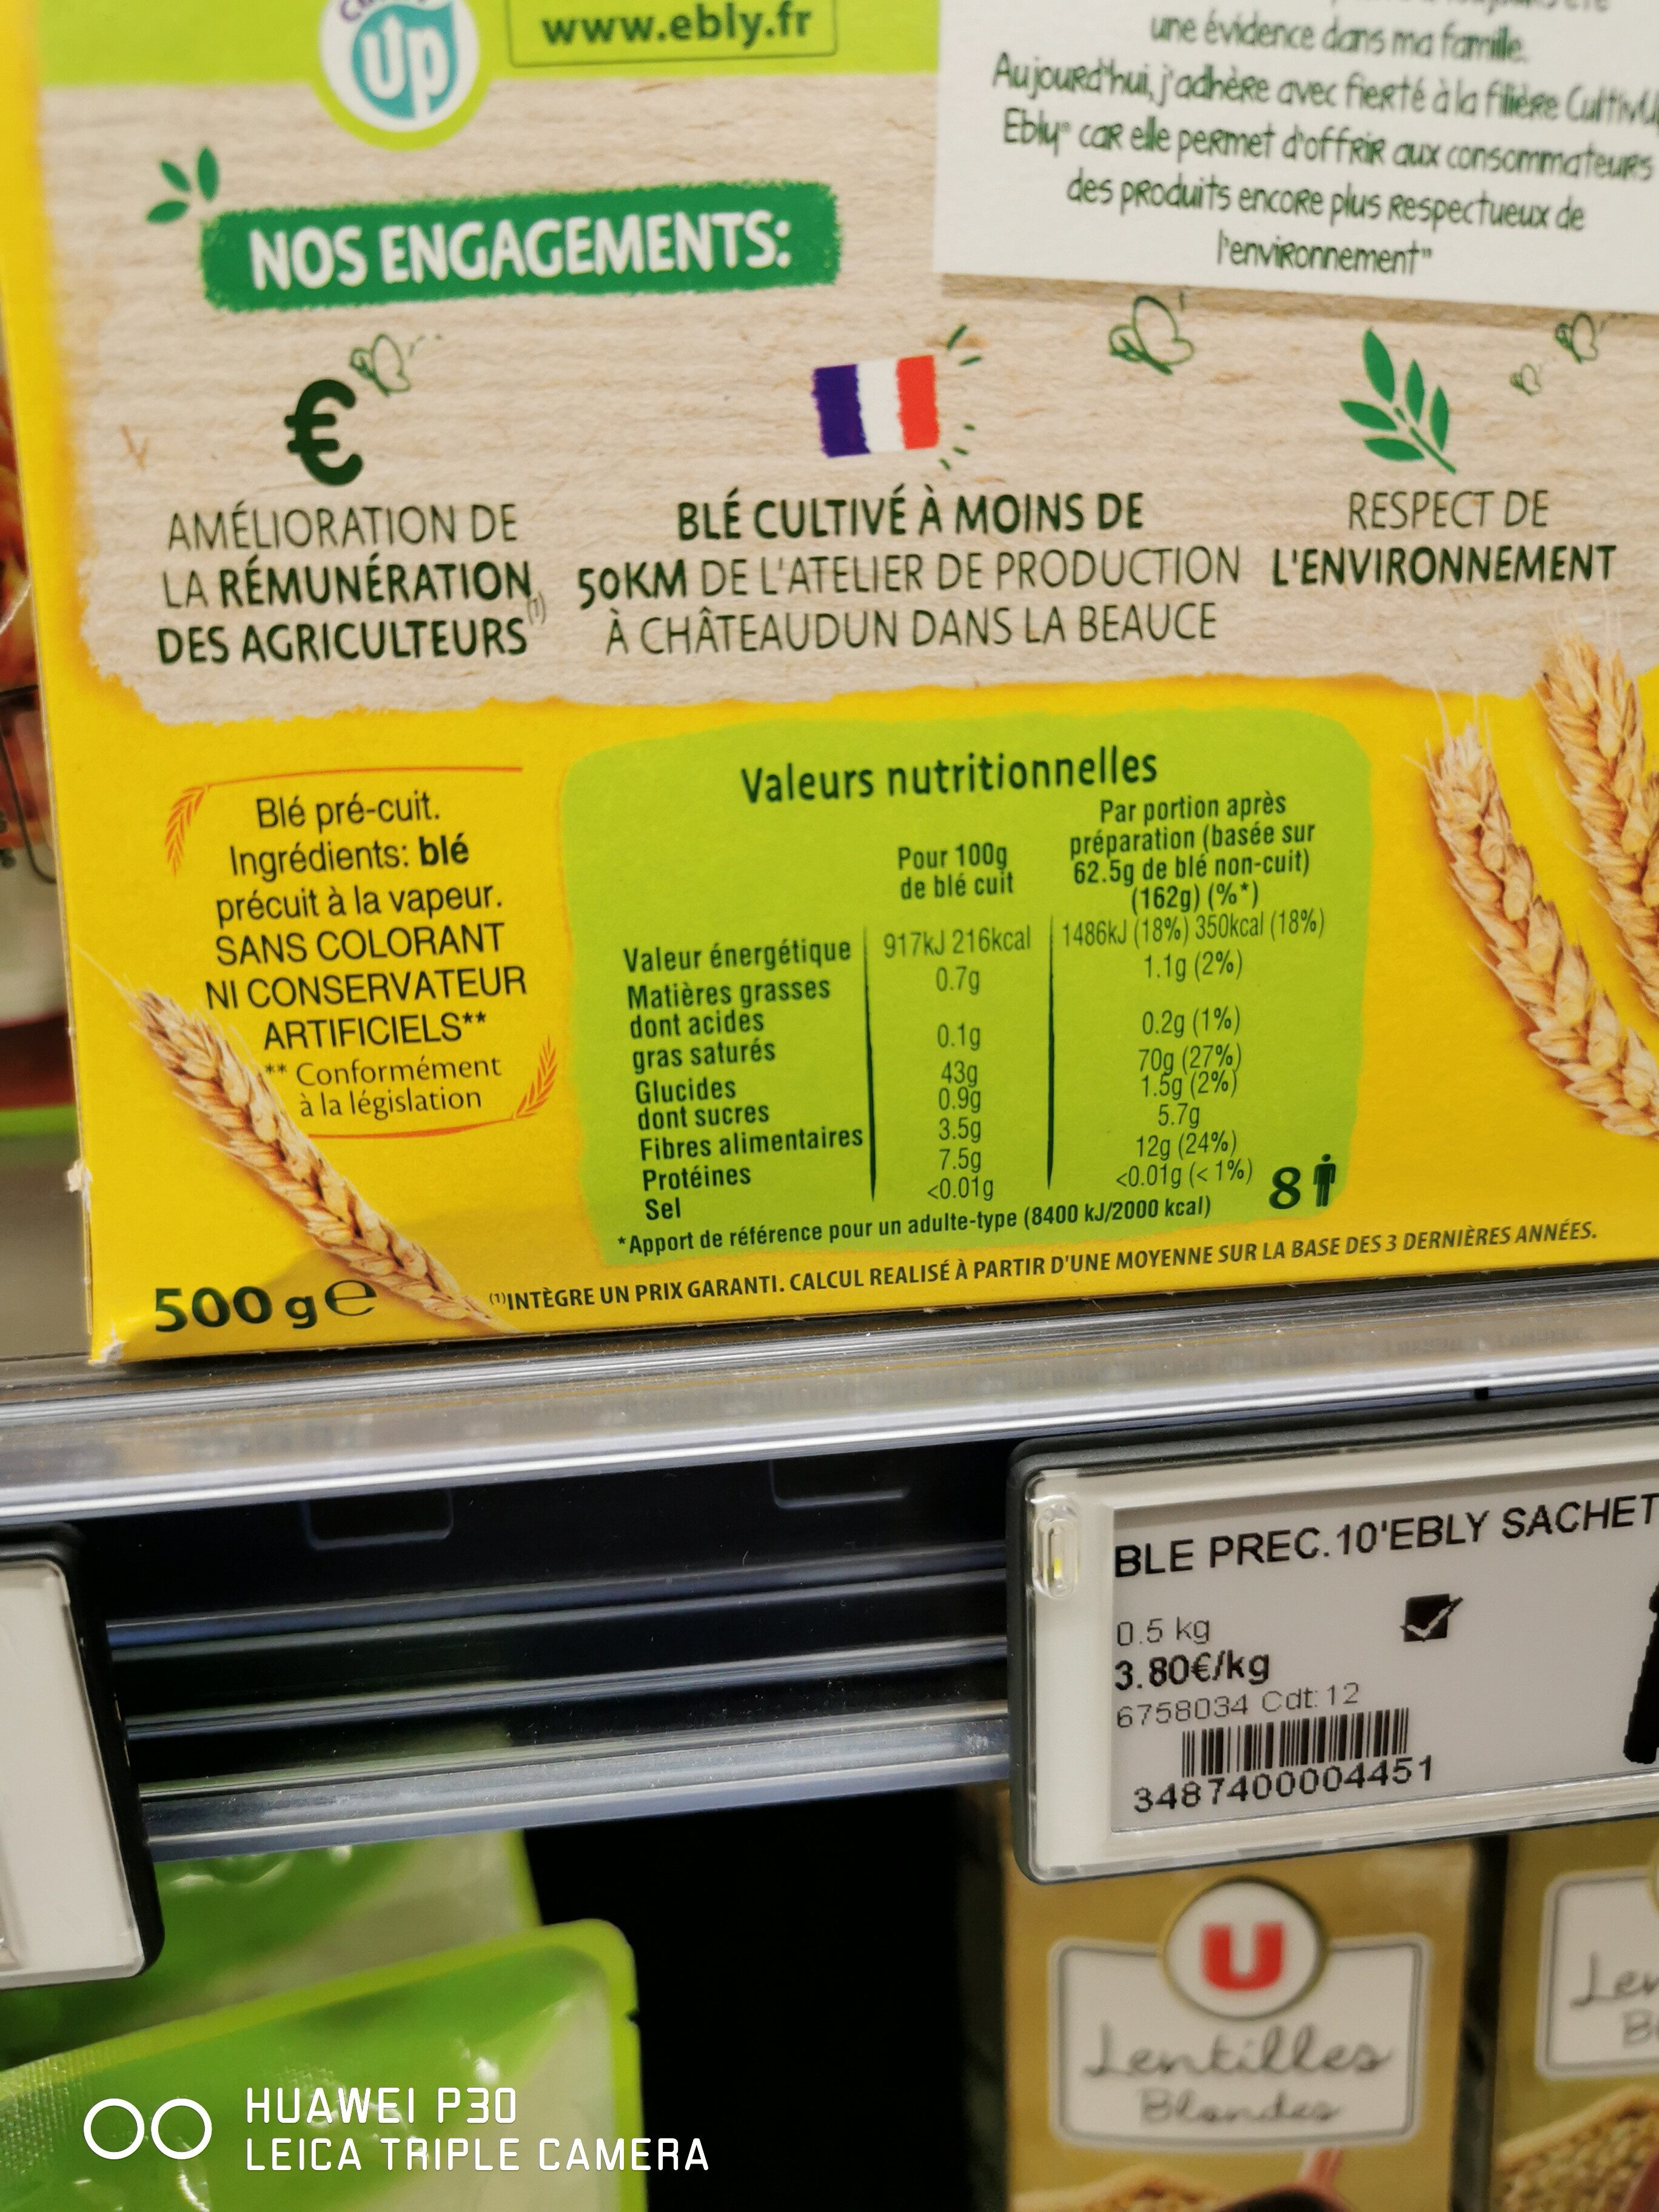 up
www.ebly.fr
une évidence dans ma famille.
Aujourd'hui, j'adhère avec fierté à la filière
Ebly® car elle permet d'offrir aux consommateurs
des produits encore plus respectueux de
l'environnement"
NOS ENGAGEMENTS:
€
AMÉLIORATION DE
LA RÉMUNÉRATION
DES AGRICULTEURS(1)
BLÉ CULTIVÉ À MOINS DE
50KM DE L'ATELIER DE PRODUCTION
À CHÂTEAUDUN DANS LA BEAUCE
RESPECT DE
L'ENVIRONNEMENT
Blé pré-cuit.
Ingrédients: blé
précuit à la vapeur.
SANS COLORANT
NI CONSERVATEUR
ARTIFICIELS**
** Conformément
à la législation
500 g e
Valeurs nutritionnelles
Pour 100g
de blé cuit
Par portion après
préparation (basée sur
62.5g de blé non-cuit)
(162g) (%*)
Valeur énergétique 917kJ 216kcal 1486kJ (18%) 350kcal (18%)
Matières grasses 0.7g 1.1g (2%)
dont acides
gras saturés 0.1g 0.2g (1%)
Glucides 43g 70g (27%)
dont sucres 0.9g 1.5g (2%)
Fibres alimentaires 3.5g 5.7g
Protéines 7.5g 12g (24%)
Sel <0.01g <0.01g (< 1%)
8
*Apport de référence pour un adulte-type (8400 kJ/2000 kcal)
(1)INTÈGRE UN PRIX GARANTI. CALCUL REALISÉ À PARTIR D'UNE MOYENNE SUR LA BASE DES 3 DERNIÈRES ANNÉES.
BLE PREC.10'EBLY SACHET
0.5 kg
3.80€/kg
6758034 Cdt: 12
3487400004451
U
Lentilles
Blondes
HUAWEI P30
LEICA TRIPLE CAMERA